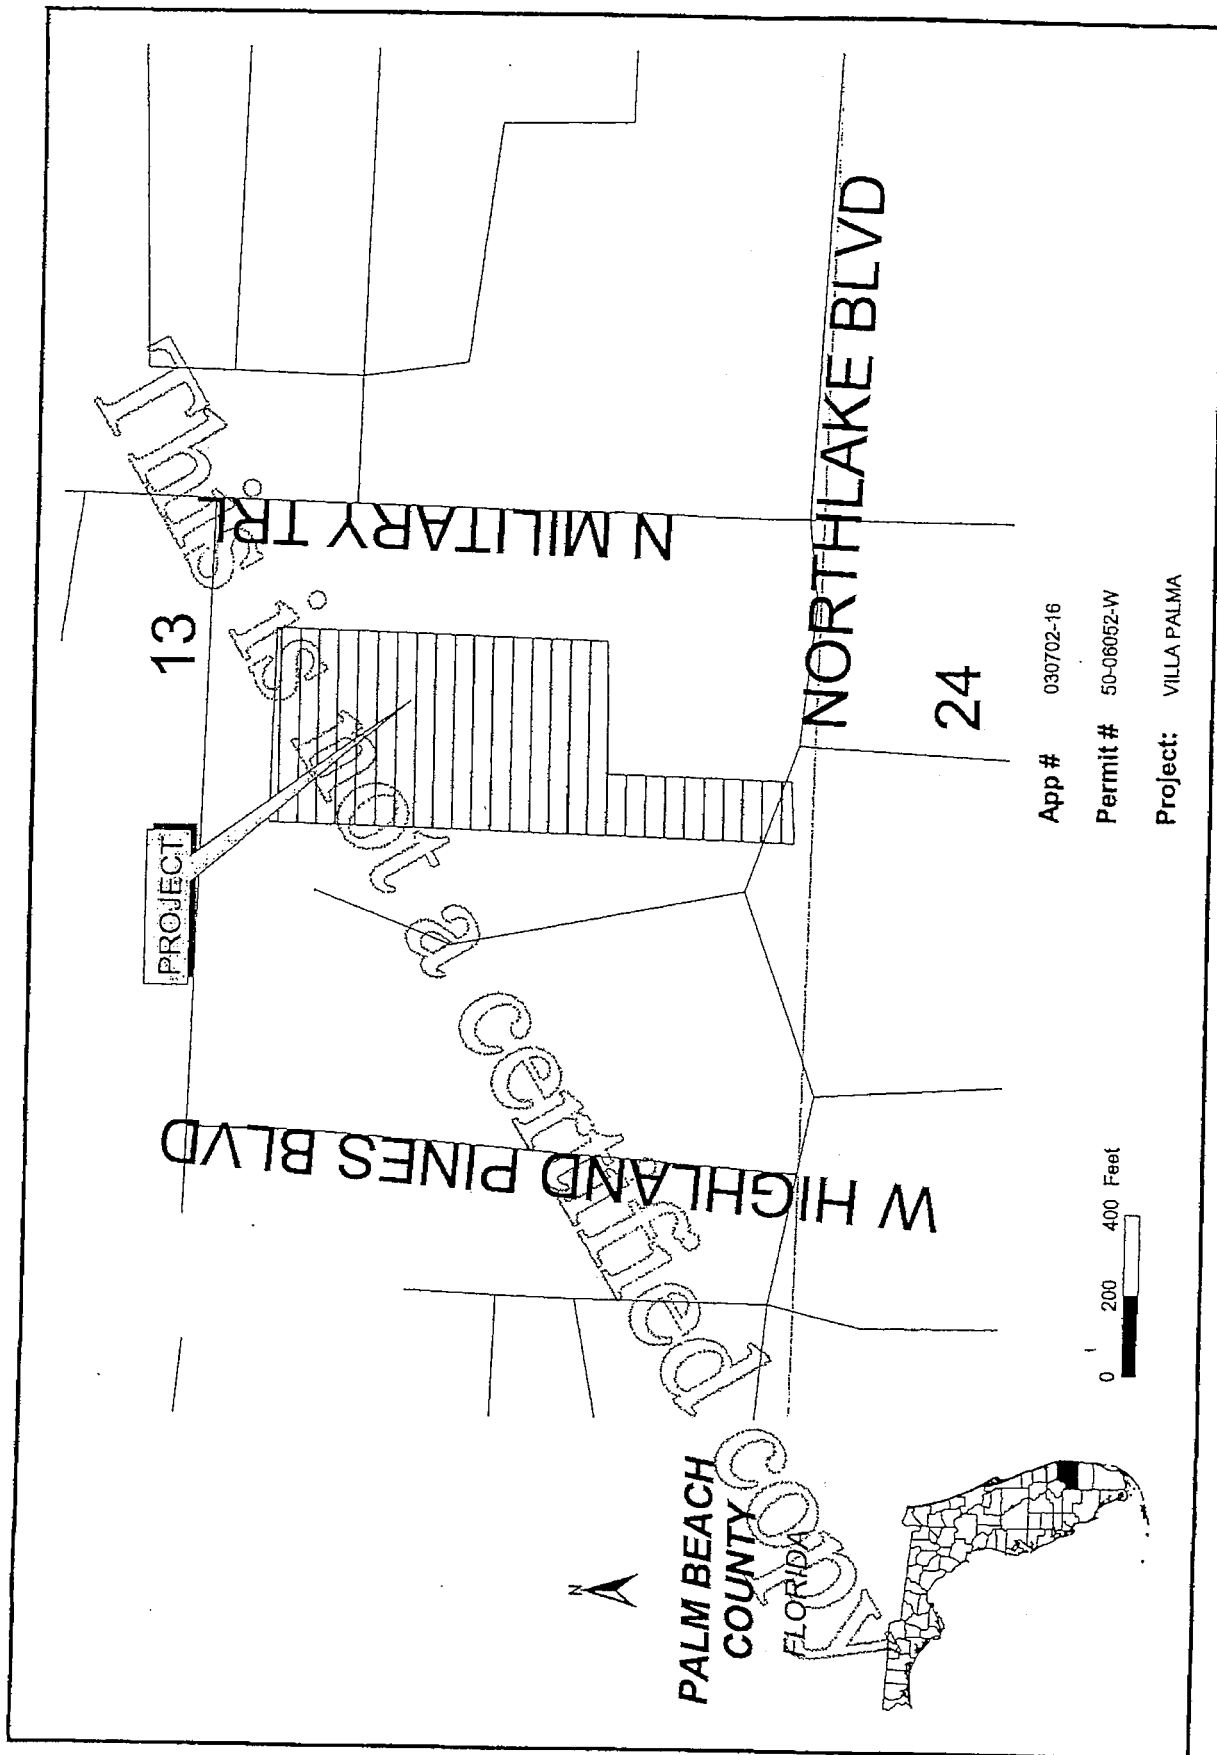 13
PROJECT
N MILITARY TRL
W HIGHLAND PINES BLVD
NORTHLAKE BLVD
24
N
PALM BEACH
COUNTY
FLORIDA
0 200 400 Feet
App # 030702-16
Permit # 50-06052-W
Project: VILLA PALMA
This is not a certified copy